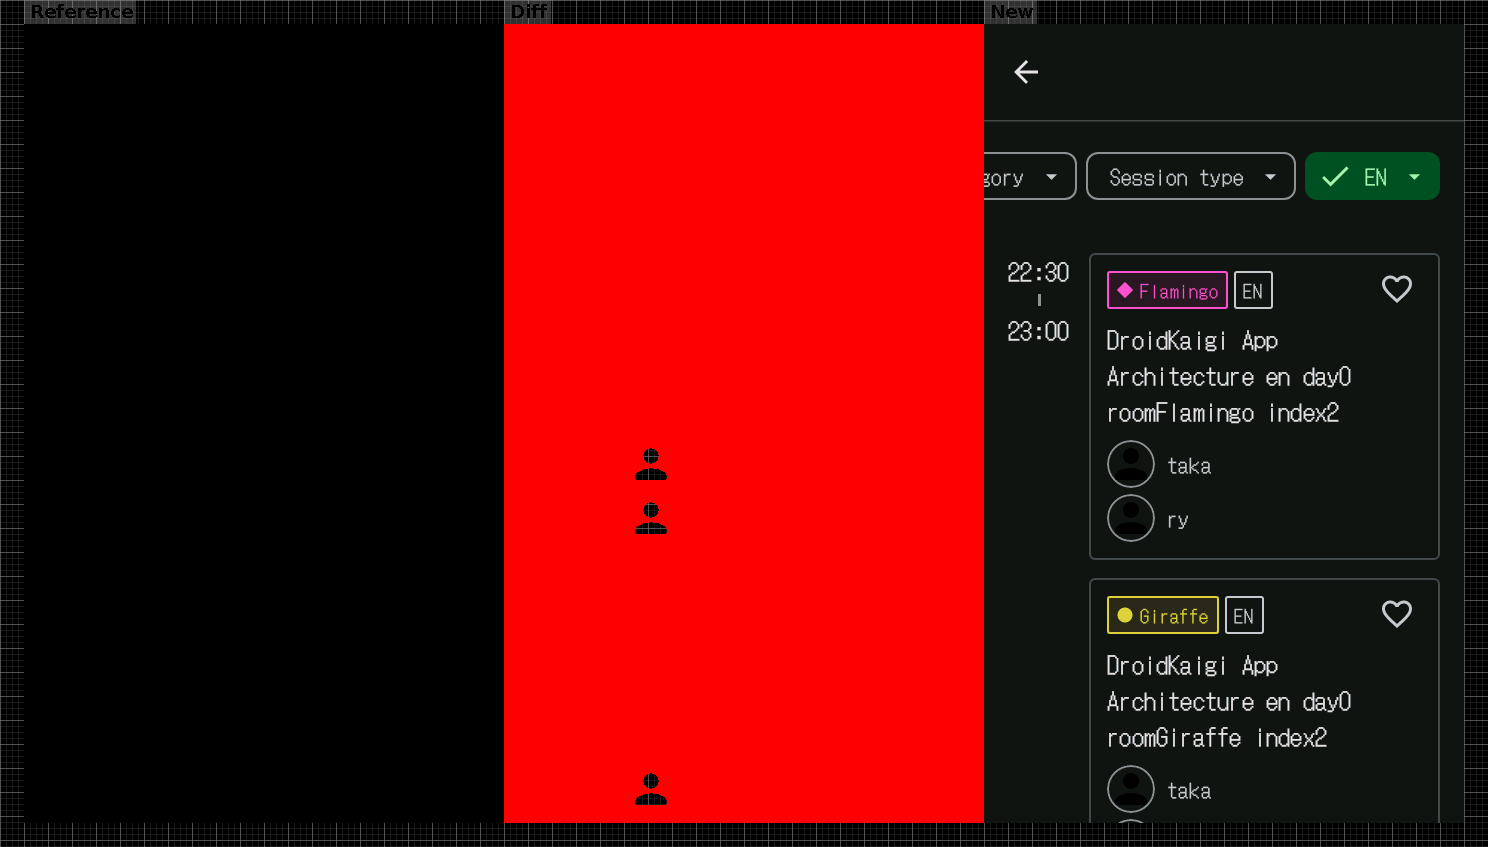 Reference
Diff
New
gory
Session type
EN
22:30
23:00
Flamingo
EN
DroidKaigi App
Architecture en day0
roomFlamingo index2
taka
ry
Giraffe
EN
DroidKaigi App
Architecture en day0
roomGiraffe index2
taka